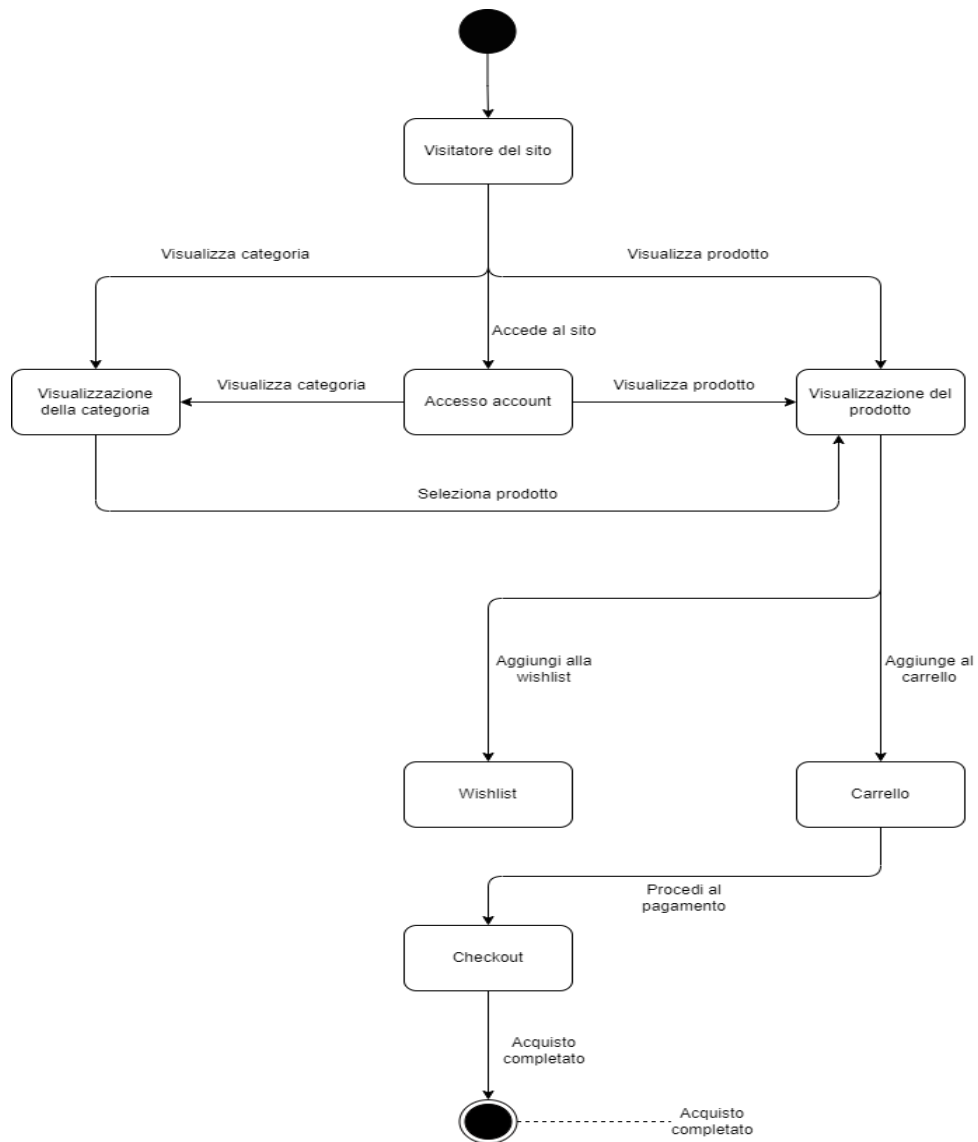 Visitatore del sito
Visualizza categoria
Visualizza prodotto
Accede al sito
Visualizzazione
della categoria
Visualizza categoria
Accesso account
Visualizza prodotto
Visualizzazione del
prodotto
Seleziona prodotto
Aggiungi alla
wishlist
Aggiunge al
carrello
Wishlist
Carrello
Procedi al
pagamento
Checkout
Acquisto
completato
Acquisto
completato